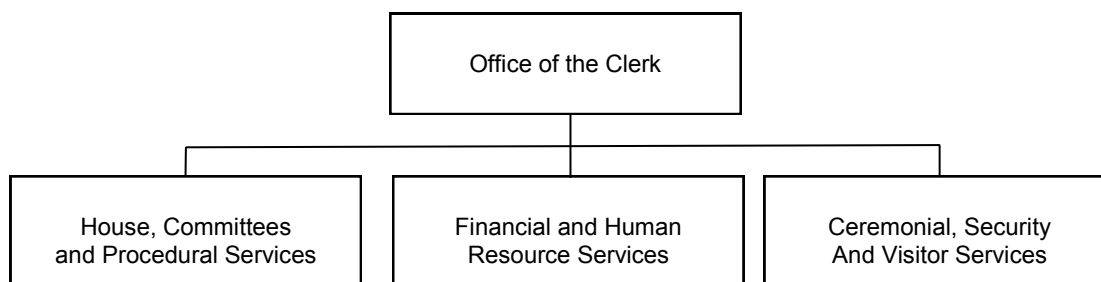 Office of the Clerk
House, Committees
and Procedural Services
Financial and Human
Resource Services
Ceremonial, Security
And Visitor Services